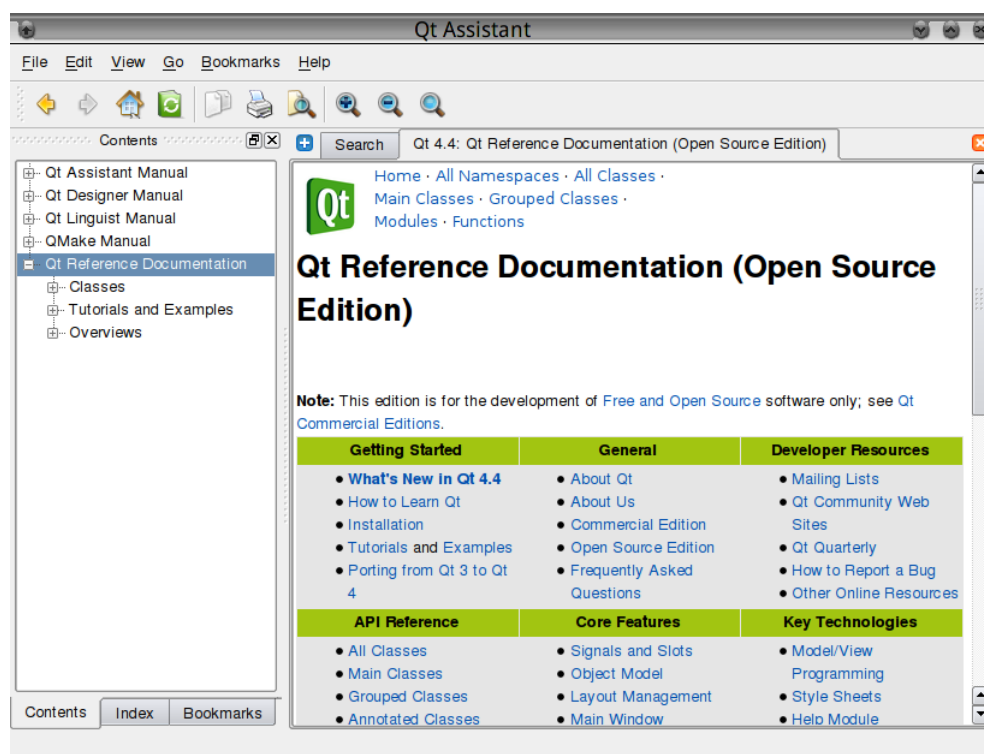 Qt Assistant
File Edit View Go Bookmarks Help
Contents
Qt Assistant Manual
Qt Designer Manual
Qt Linguist Manual
QMake Manual
Qt Reference Documentation
Classes
Tutorials and Examples
Overviews
Contents Index Bookmarks
Search Qt 4.4: Qt Reference Documentation (Open Source Edition)
Qt
Home · All Namespaces · All Classes ·
Main Classes · Grouped Classes ·
Modules · Functions
Qt Reference Documentation (Open Source
Edition)
Note: This edition is for the development of Free and Open Source software only; see Qt
Commercial Editions.
Getting Started
• What's New in Qt 4.4
• How to Learn Qt
• Installation
• Tutorials and Examples
• Porting from Qt 3 to Qt
4
General
• About Qt
• About Us
• Commercial Edition
• Open Source Edition
• Frequently Asked
Questions
Developer Resources
• Mailing Lists
• Qt Community Web
Sites
• Qt Quarterly
• How to Report a Bug
• Other Online Resources
API Reference
• All Classes
• Main Classes
• Grouped Classes
• Annotated Classes
Core Features
• Signals and Slots
• Object Model
• Layout Management
• Main Window
Key Technologies
• Model/View
Programming
• Style Sheets
• Help Module